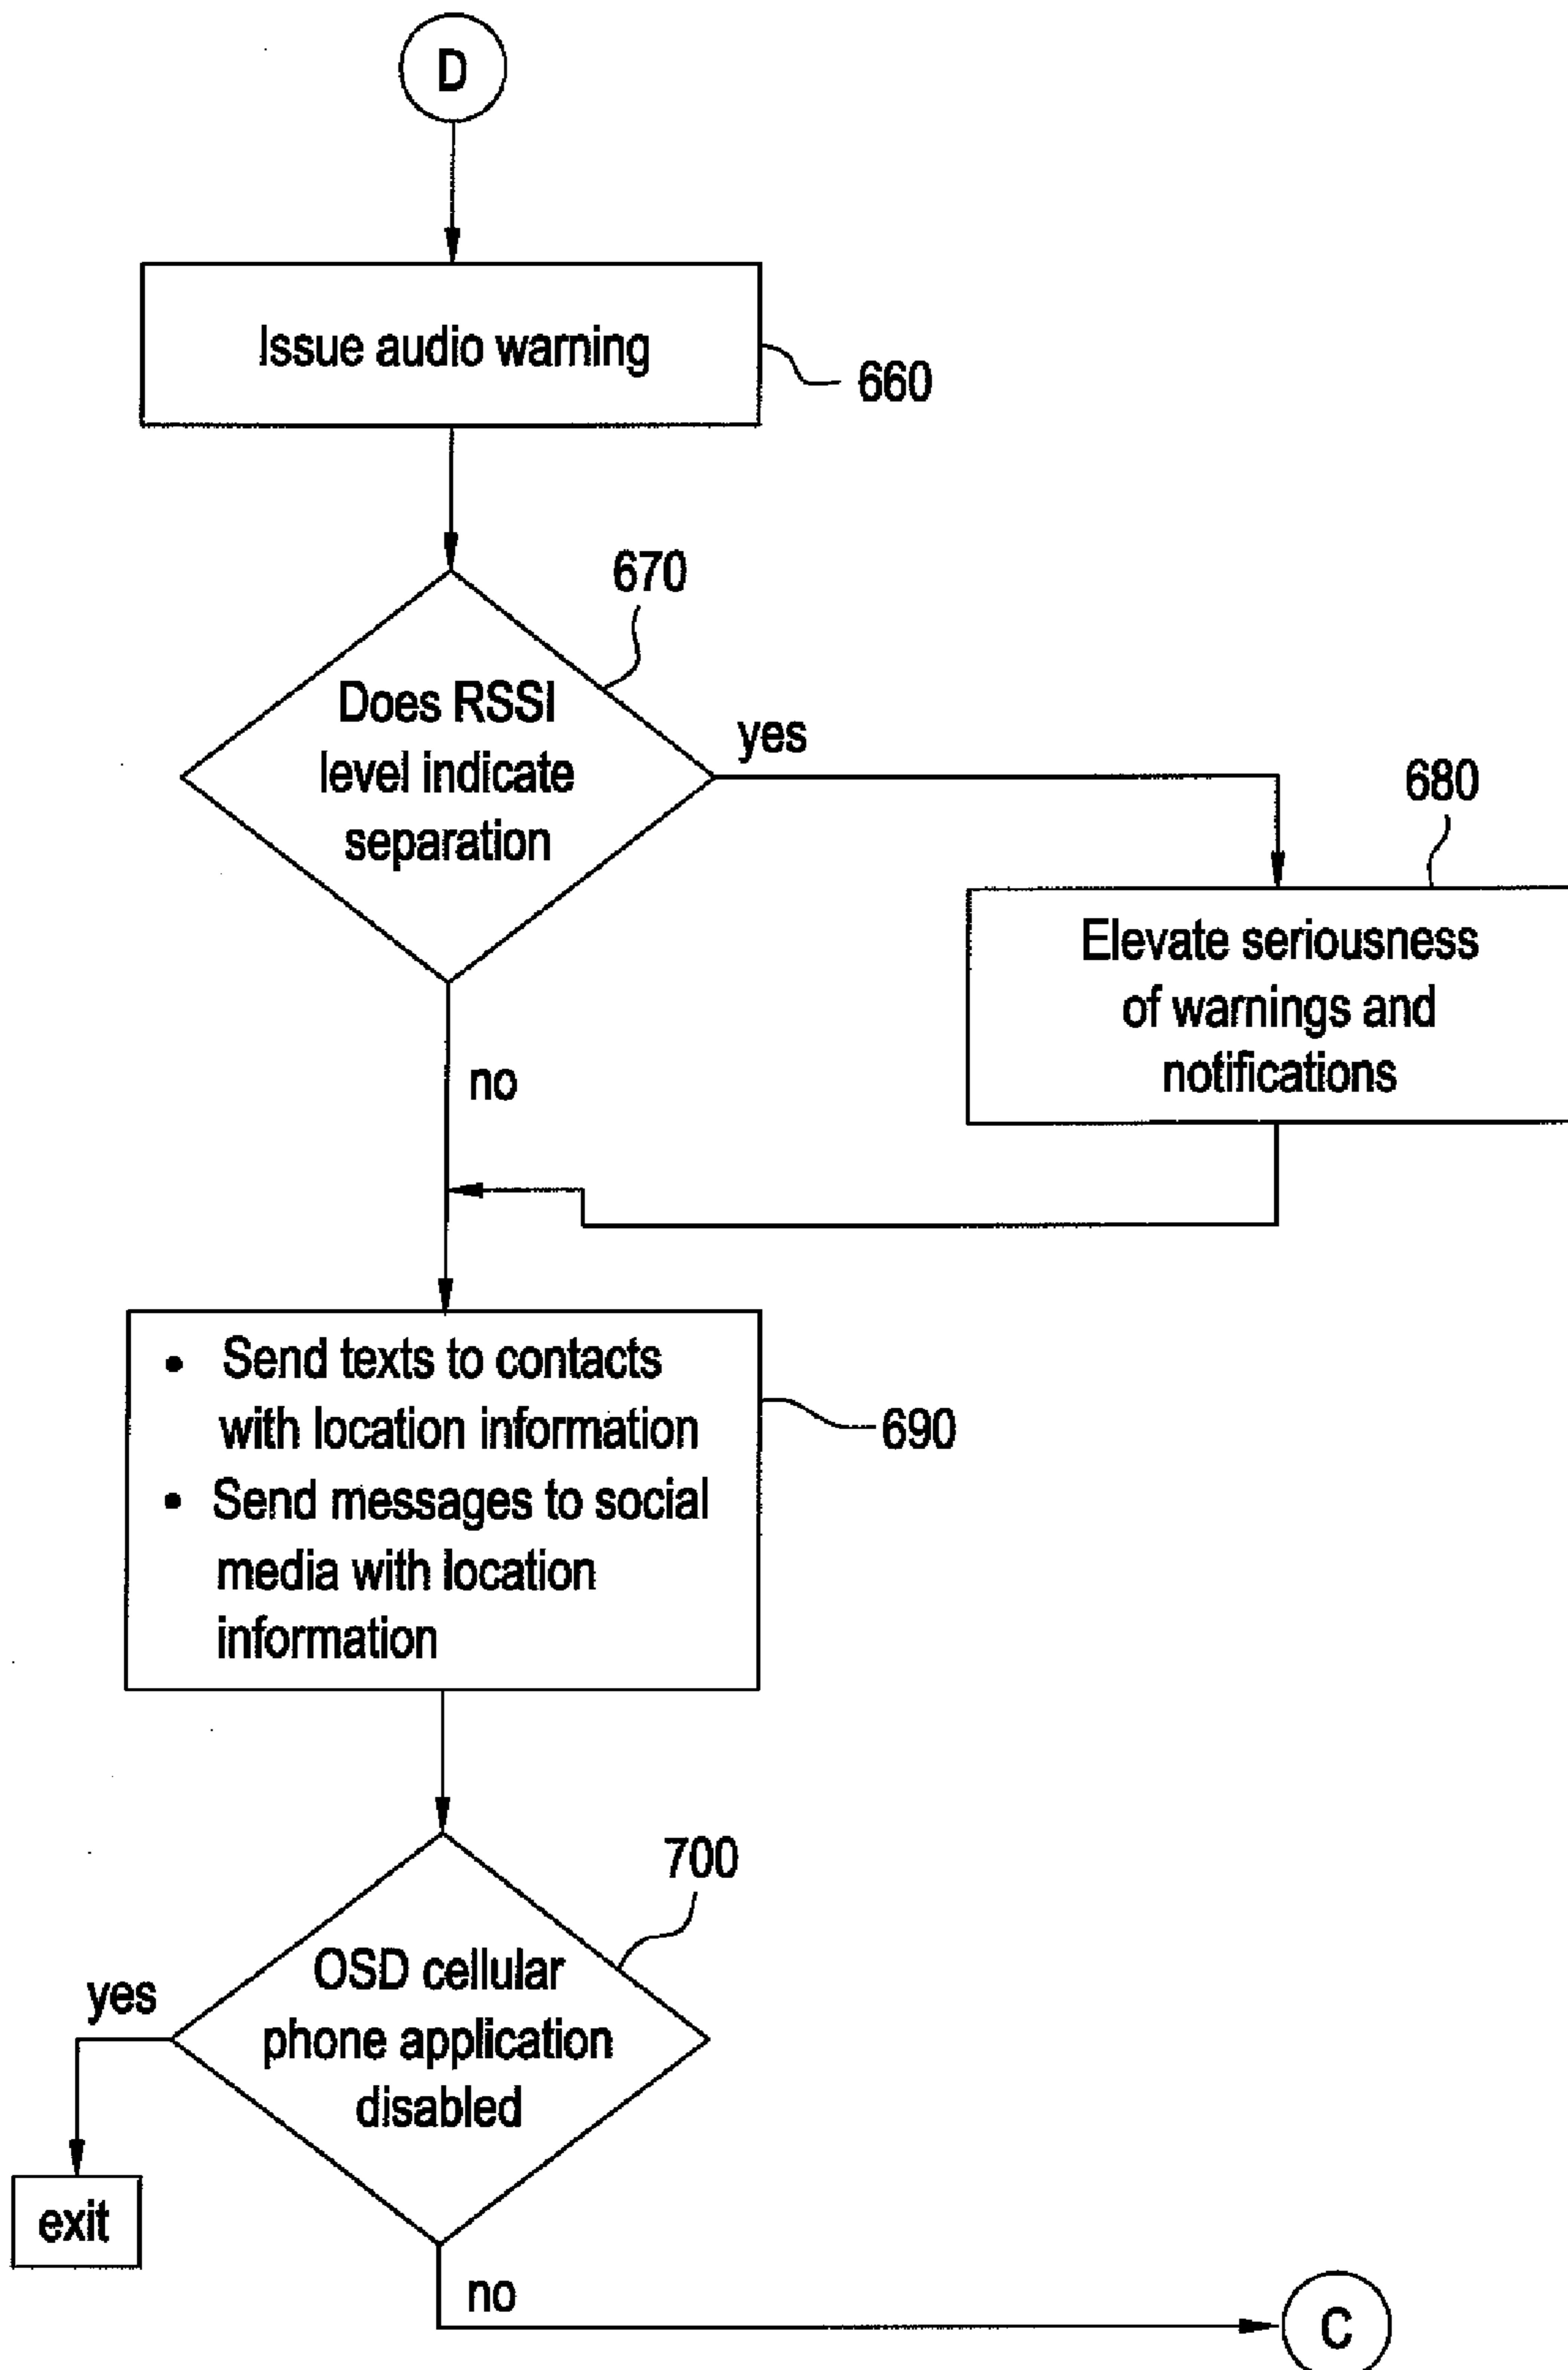 D
Issue audio warning
660
670
Does RSSI
level indicate
separation
yes
680
Elevate seriousness
of warnings and
notifications
no
• Send texts to contacts
with location information
• Send messages to social
media with location
information
690
700
OSD cellular
phone application
disabled
yes
exit
no
C